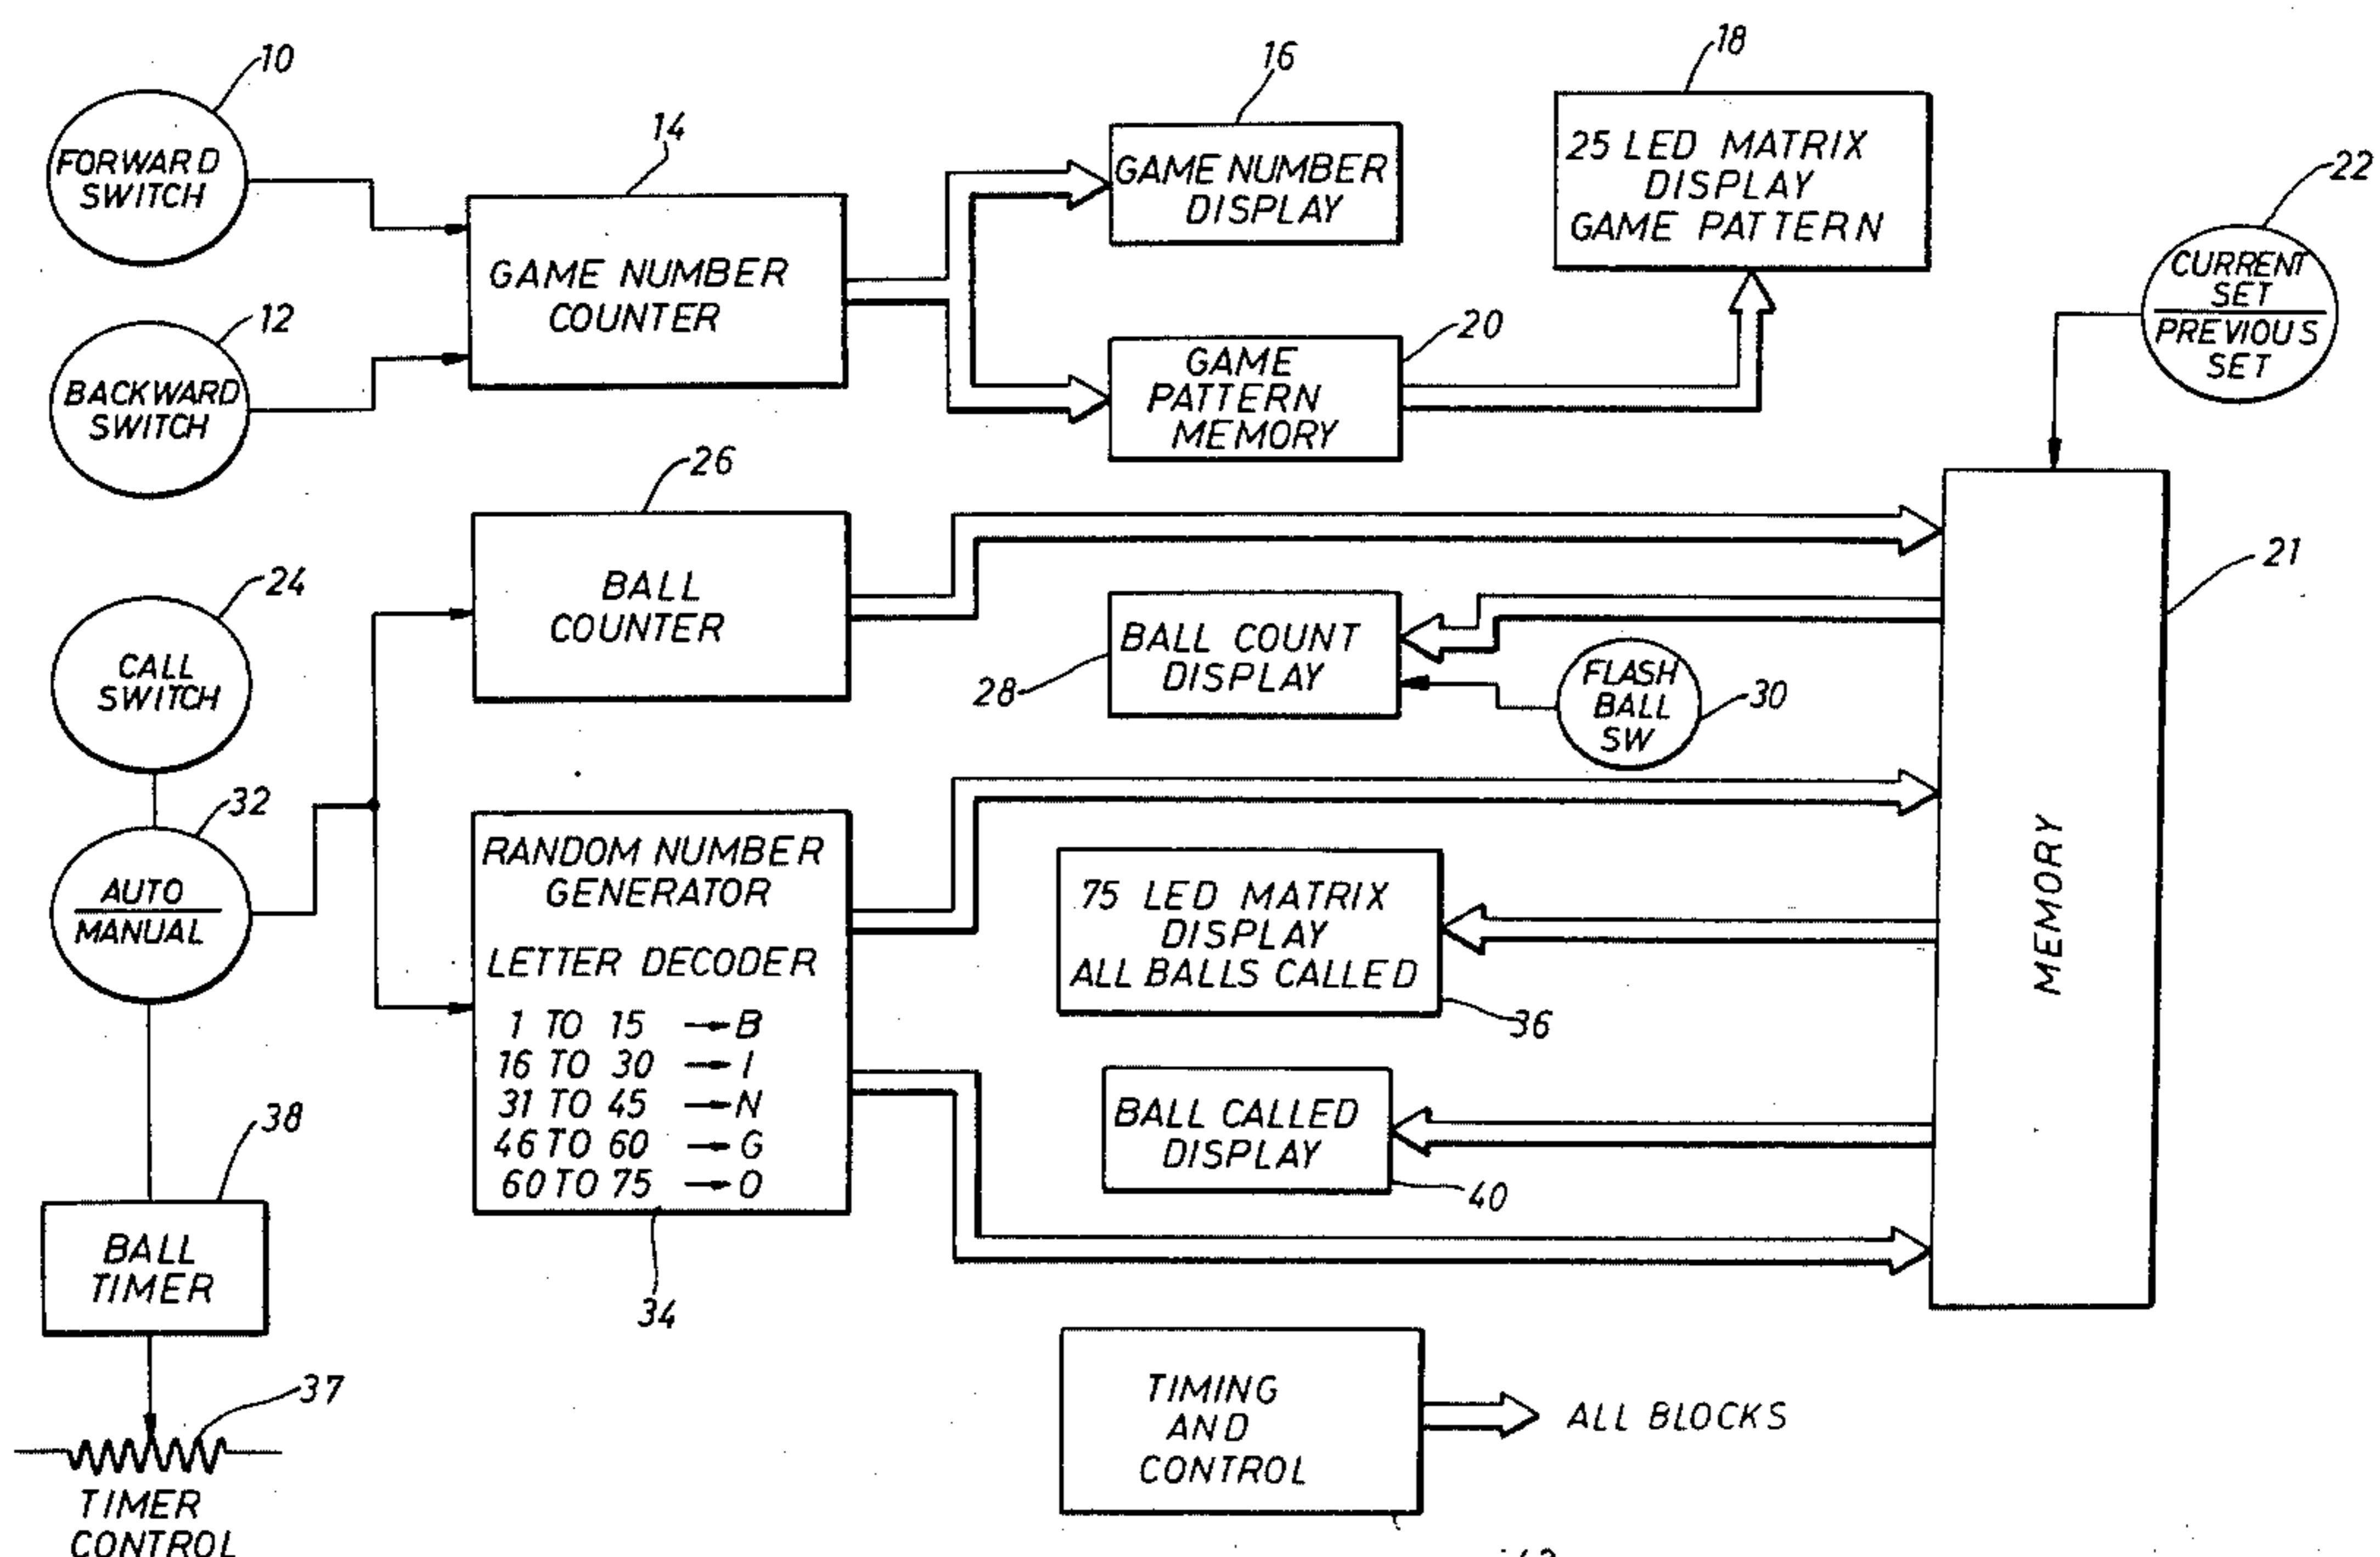 10
FORWARD
SWITCH
14
16
GAME NUMBER
DISPLAY
18
25 LED MATRIX
DISPLAY
GAME PATTERN
22
CURRENT
SET
PREVIOUS
SET
12
BACKWARD
SWITCH
GAME NUMBER
COUNTER
20
GAME
PATTERN
MEMORY
26
BALL
COUNTER
24
CALL
SWITCH
28
BALL COUNT
DISPLAY
FLASH
BALL
SW
30
21
MEMORY
32
AUTO
MANUAL
RANDOM NUMBER
GENERATOR
LETTER DECODER
1 TO 15 → B
16 TO 30 → I
31 TO 45 → N
46 TO 60 → G
60 TO 75 → O
34
75 LED MATRIX
DISPLAY
ALL BALLS CALLED
36
BALL CALLED
DISPLAY
40
38
BALL
TIMER
37
TIMER
CONTROL
TIMING
AND
CONTROL
ALL BLOCKS